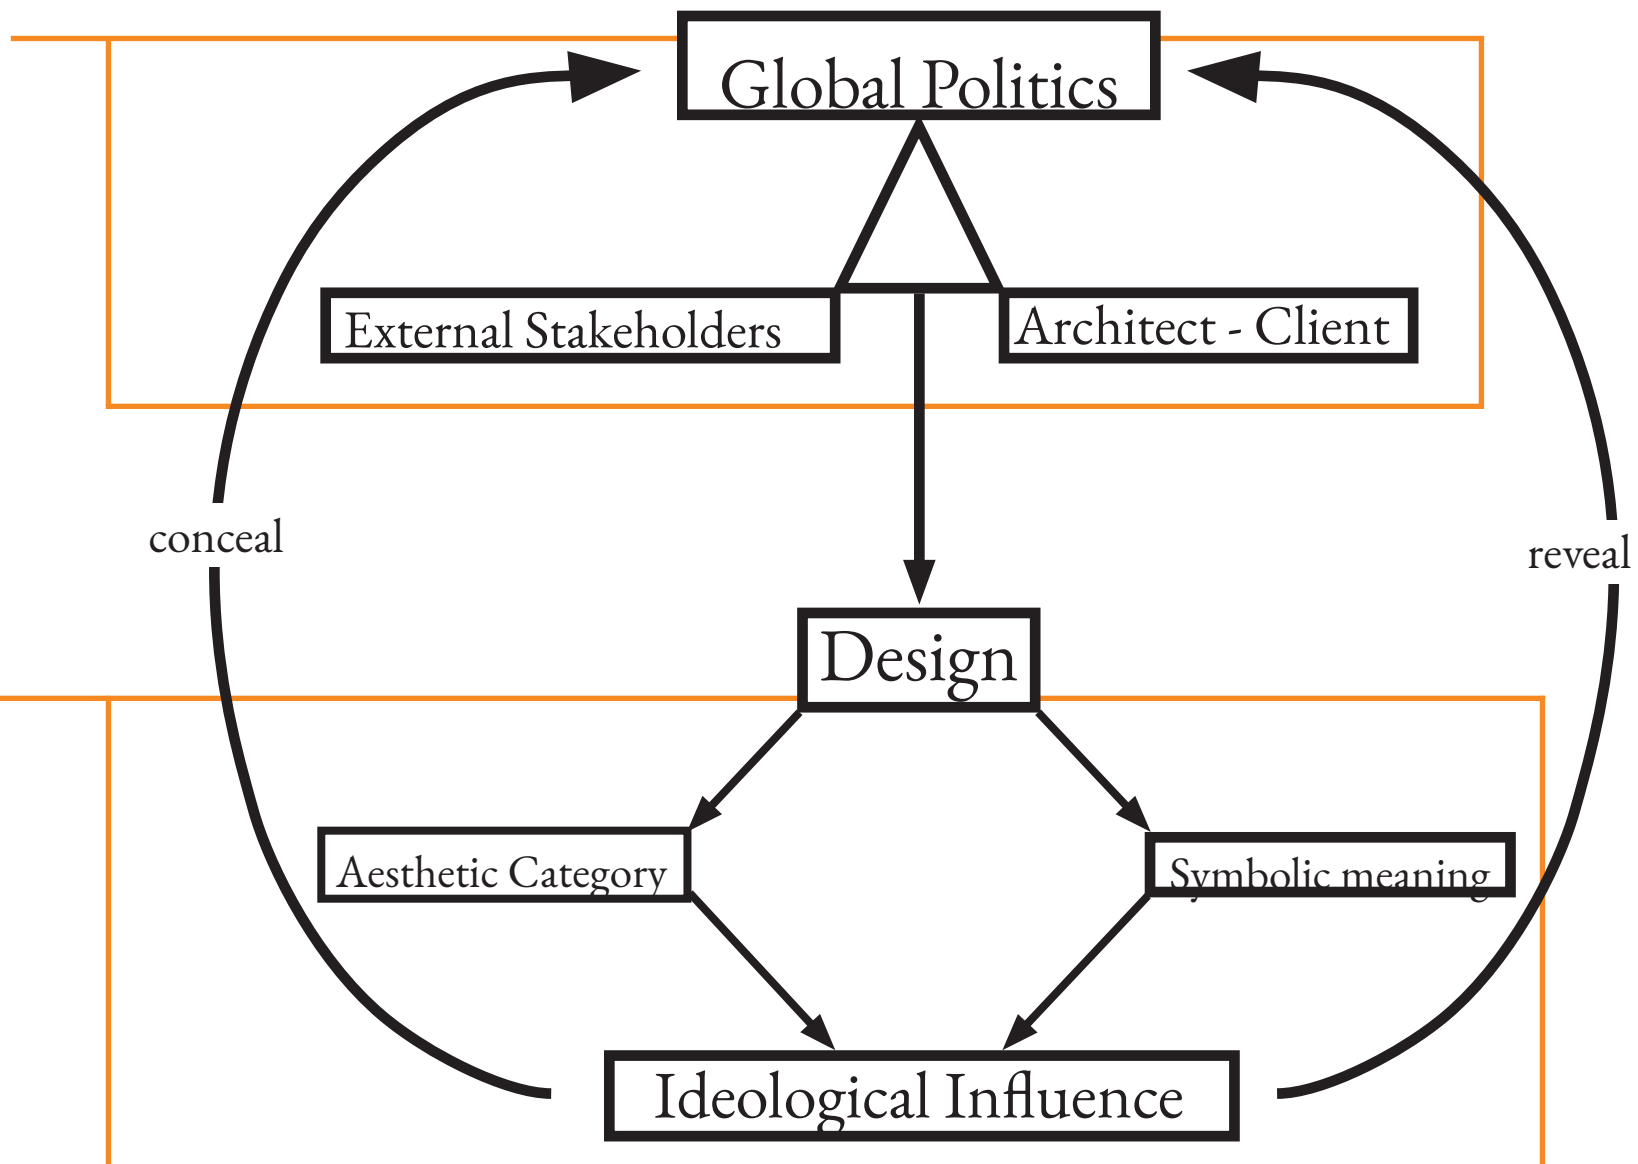 Global Politics
External Stakeholders
Architect - Client
conceal
reveal
Design
Aesthetic Category
Symbolic meaning
Ideological Influence